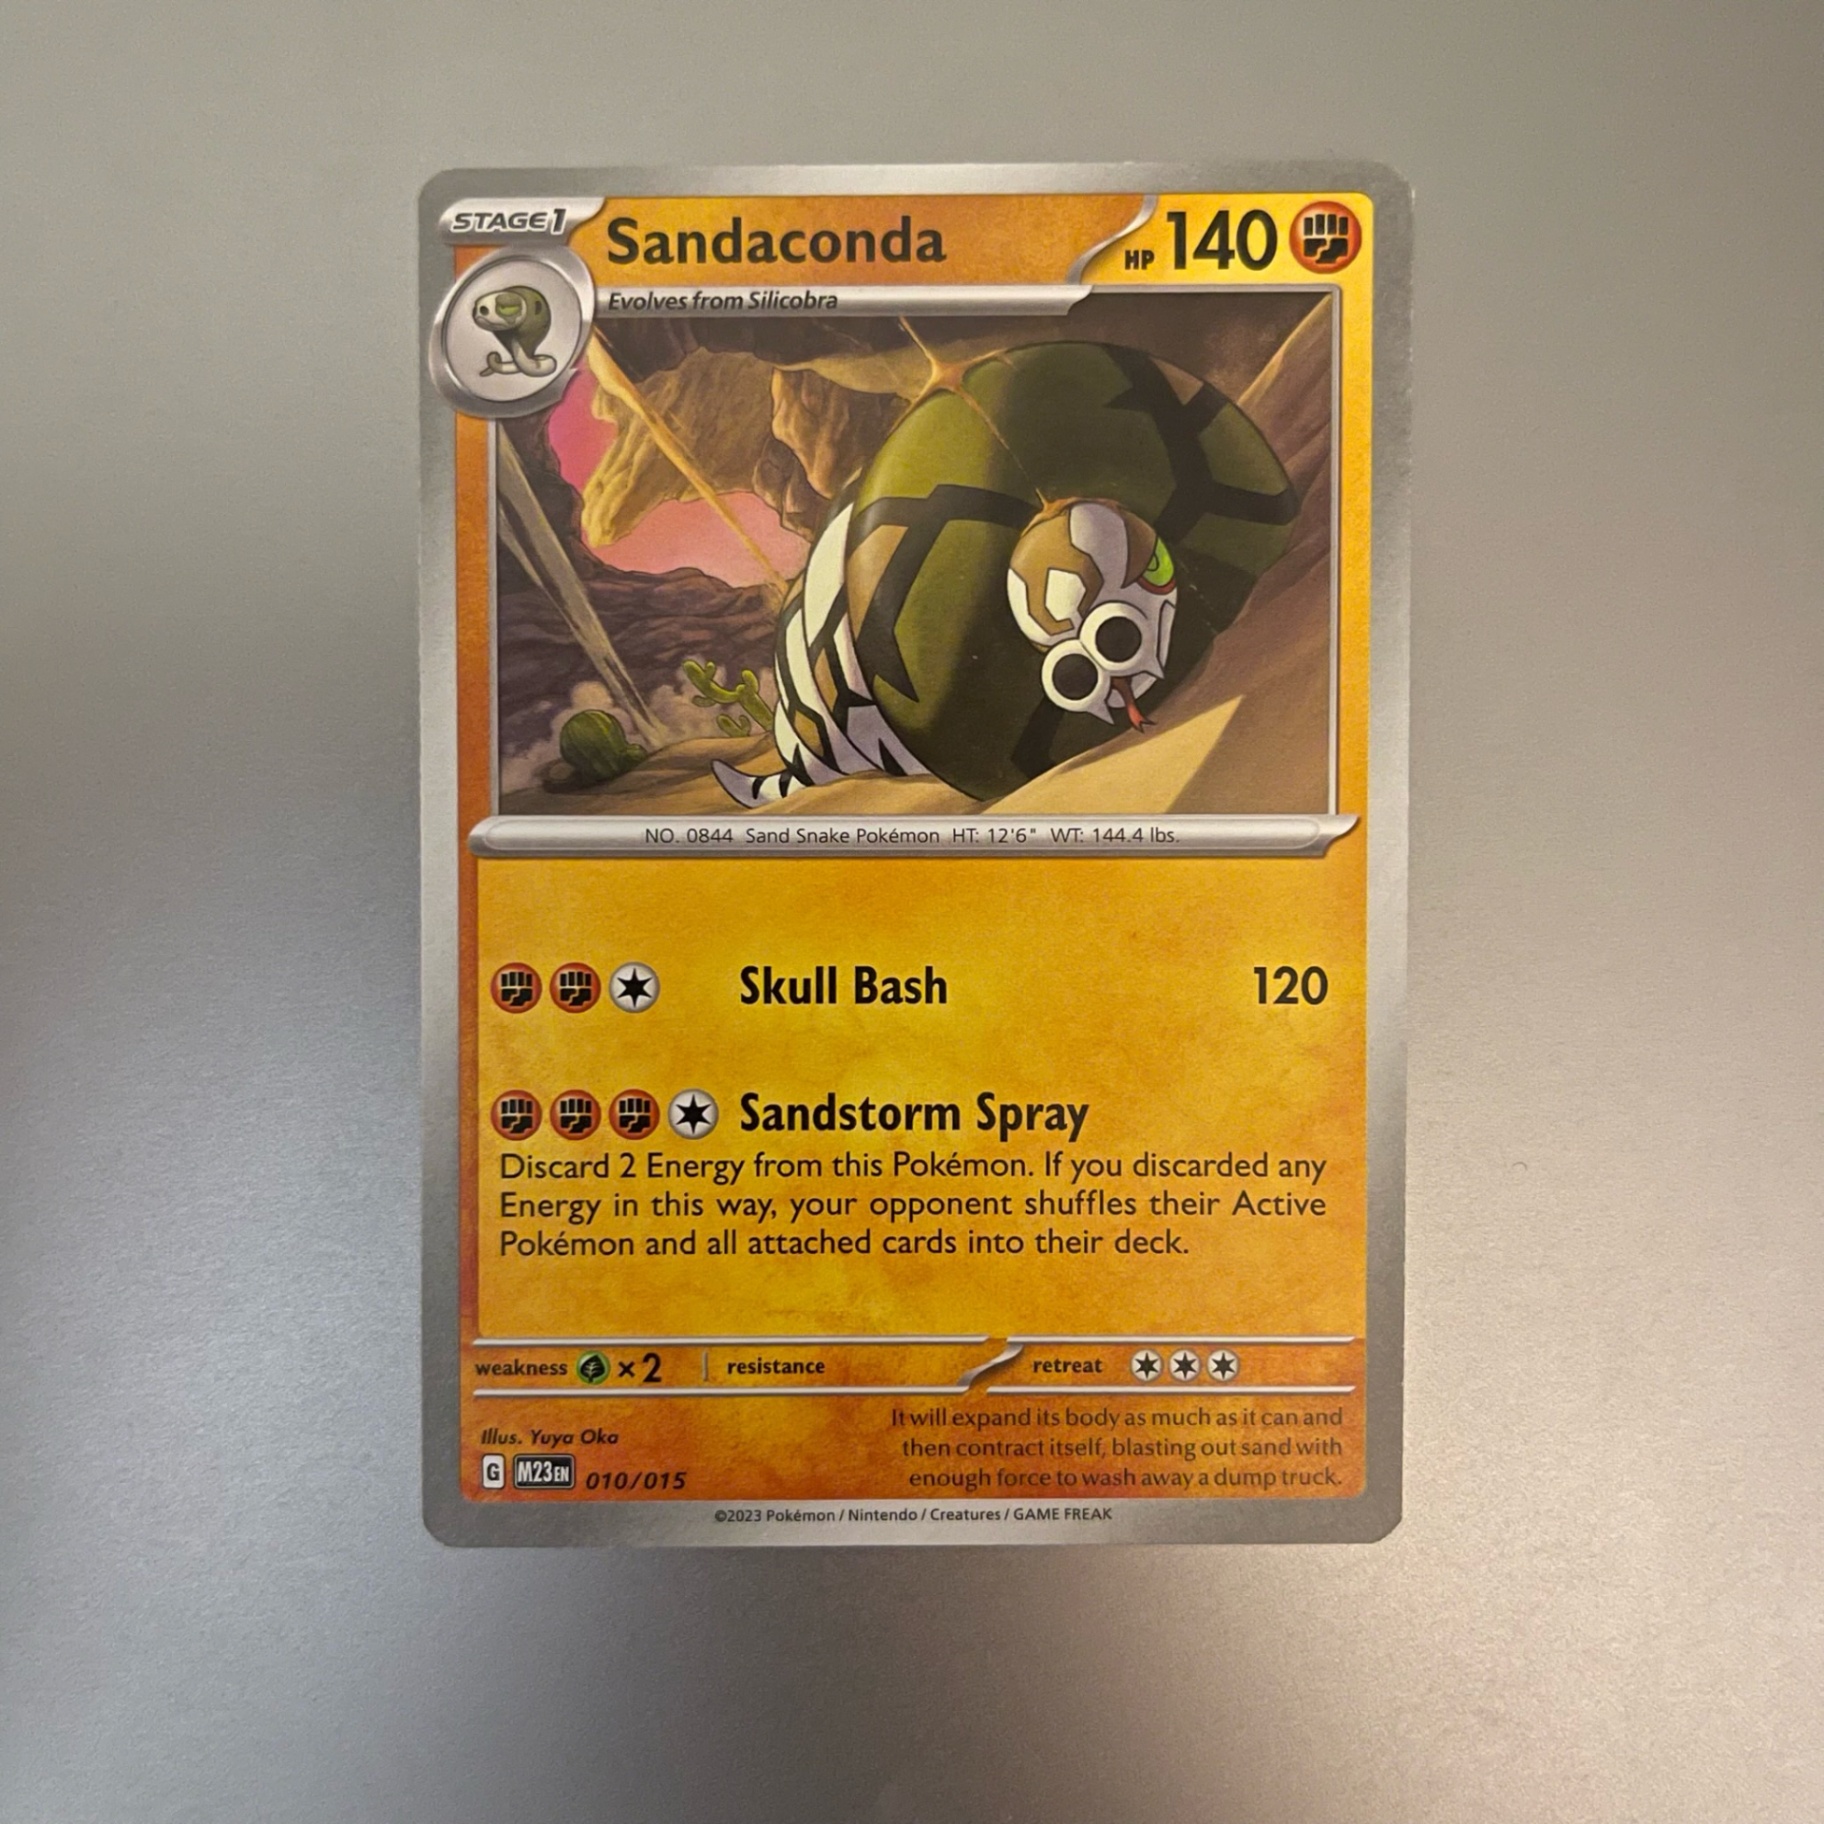 STAGE1
Sandaconda
HP 140
Evolves from Silicobra
NO. 0844 Sand Snake Pokémon HT: 12'6" WT: 144.4 lbs.
Skull Bash 120
Sandstorm Spray
Discard 2 Energy from this Pokémon. If you discarded any
Energy in this way, your opponent shuffles their Active
Pokémon and all attached cards into their deck.
weakness ×2 resistance retreat
Illus. Yuya Oka
G M23 EN 010/015
It will expand its body as much as it can and
then contract itself, blasting out sand with
enough force to wash away a dump truck.
©2023 Pokémon / Nintendo / Creatures / GAME FREAK